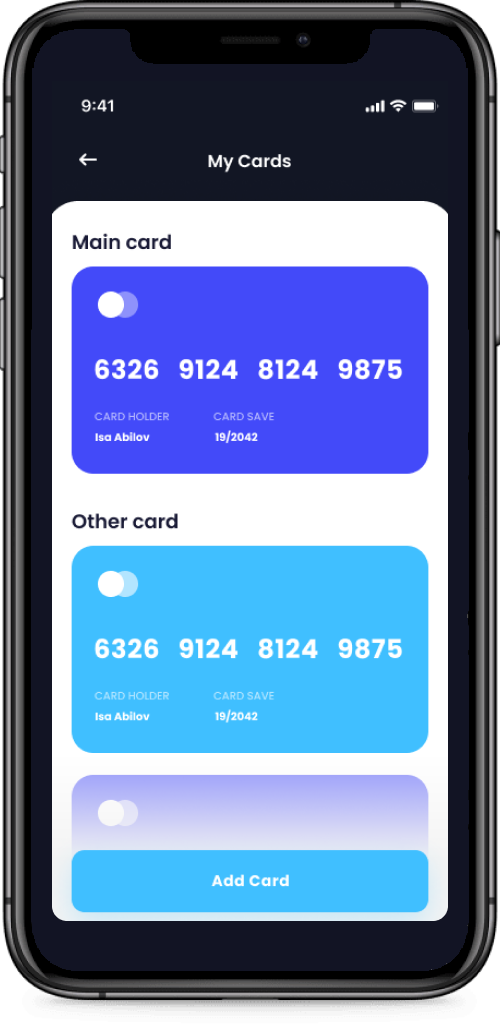 9:41
My Cards
Main card
6326 9124 8124 9875
CARD HOLDER CARD SAVE
Isa Abilov 19/2042
Other card
6326 9124 8124 9875
CARD HOLDER CARD SAVE
Isa Abilov 19/2042
Add Card